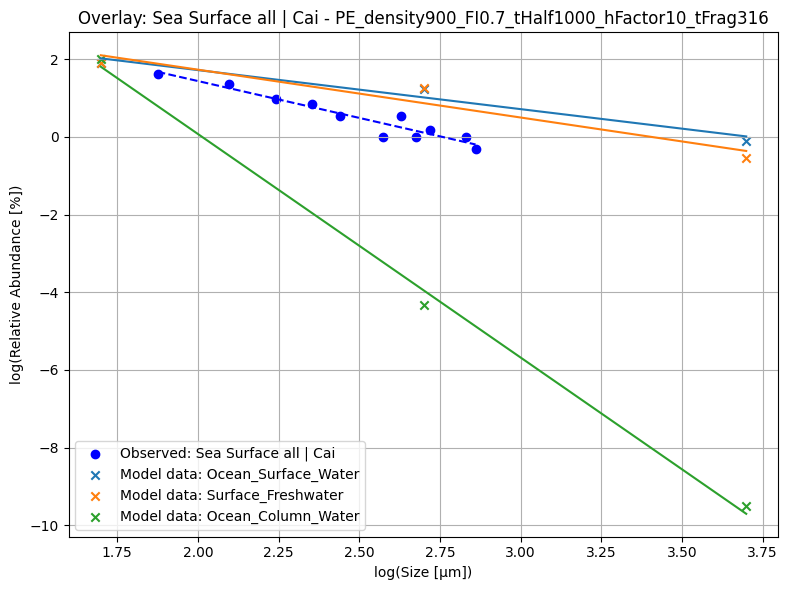 Overlay: Sea Surface all | Cai - PE_density900_FI0.7_tHalf1000_hFactor10_tFrag316
log(Relative Abundance [%])
2
0
−2
−4
−6
−8
−10
Observed: Sea Surface all | Cai
Model data: Ocean_Surface_Water
Model data: Surface_Freshwater
Model data: Ocean_Column_Water
1.75 2.00 2.25 2.50 2.75 3.00 3.25 3.50 3.75
log(Size [μm])